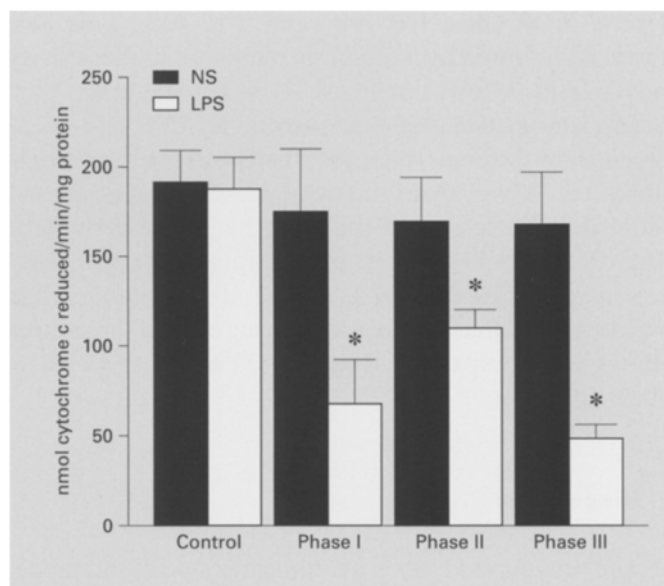 250
NS
LPS
200
150
100
50
0
*
*
*
nmol cytochrome c reduced/min/mg protein
Control Phase I Phase II Phase III